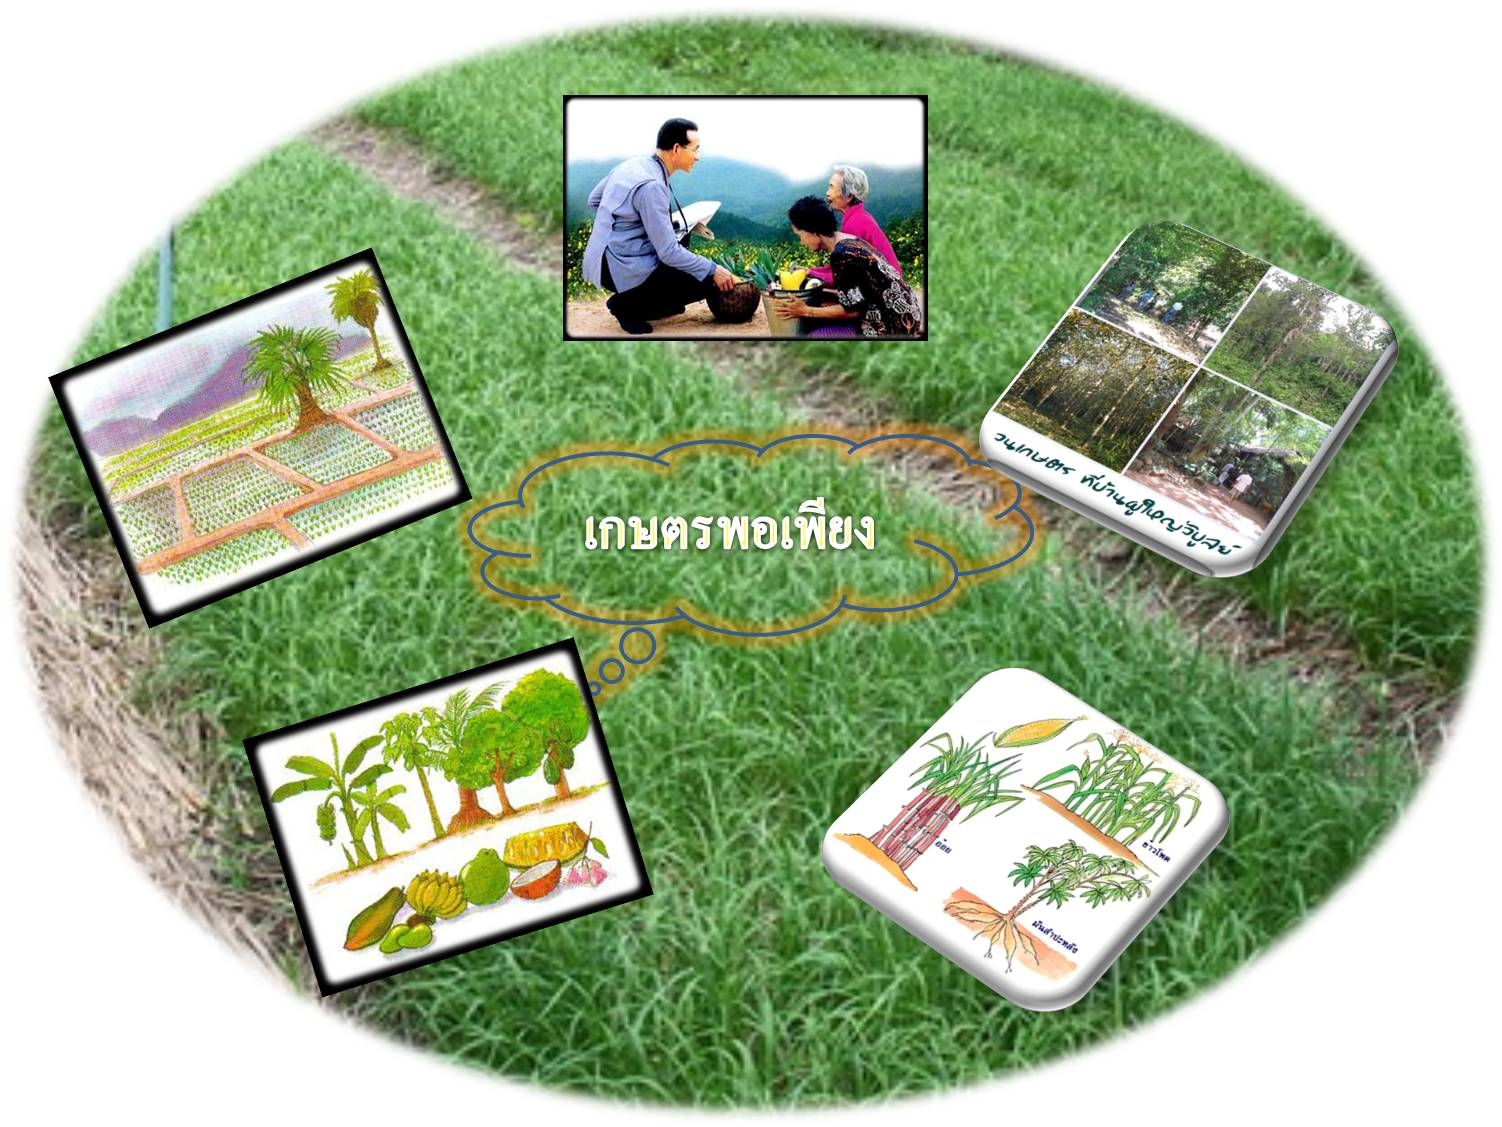 วนเกษตร ที่บ้านผู้ใหญ่วิบูลย์
เกษตรพอเพียง
อ้อย
ข้าวโพด
มันสำปะหลัง